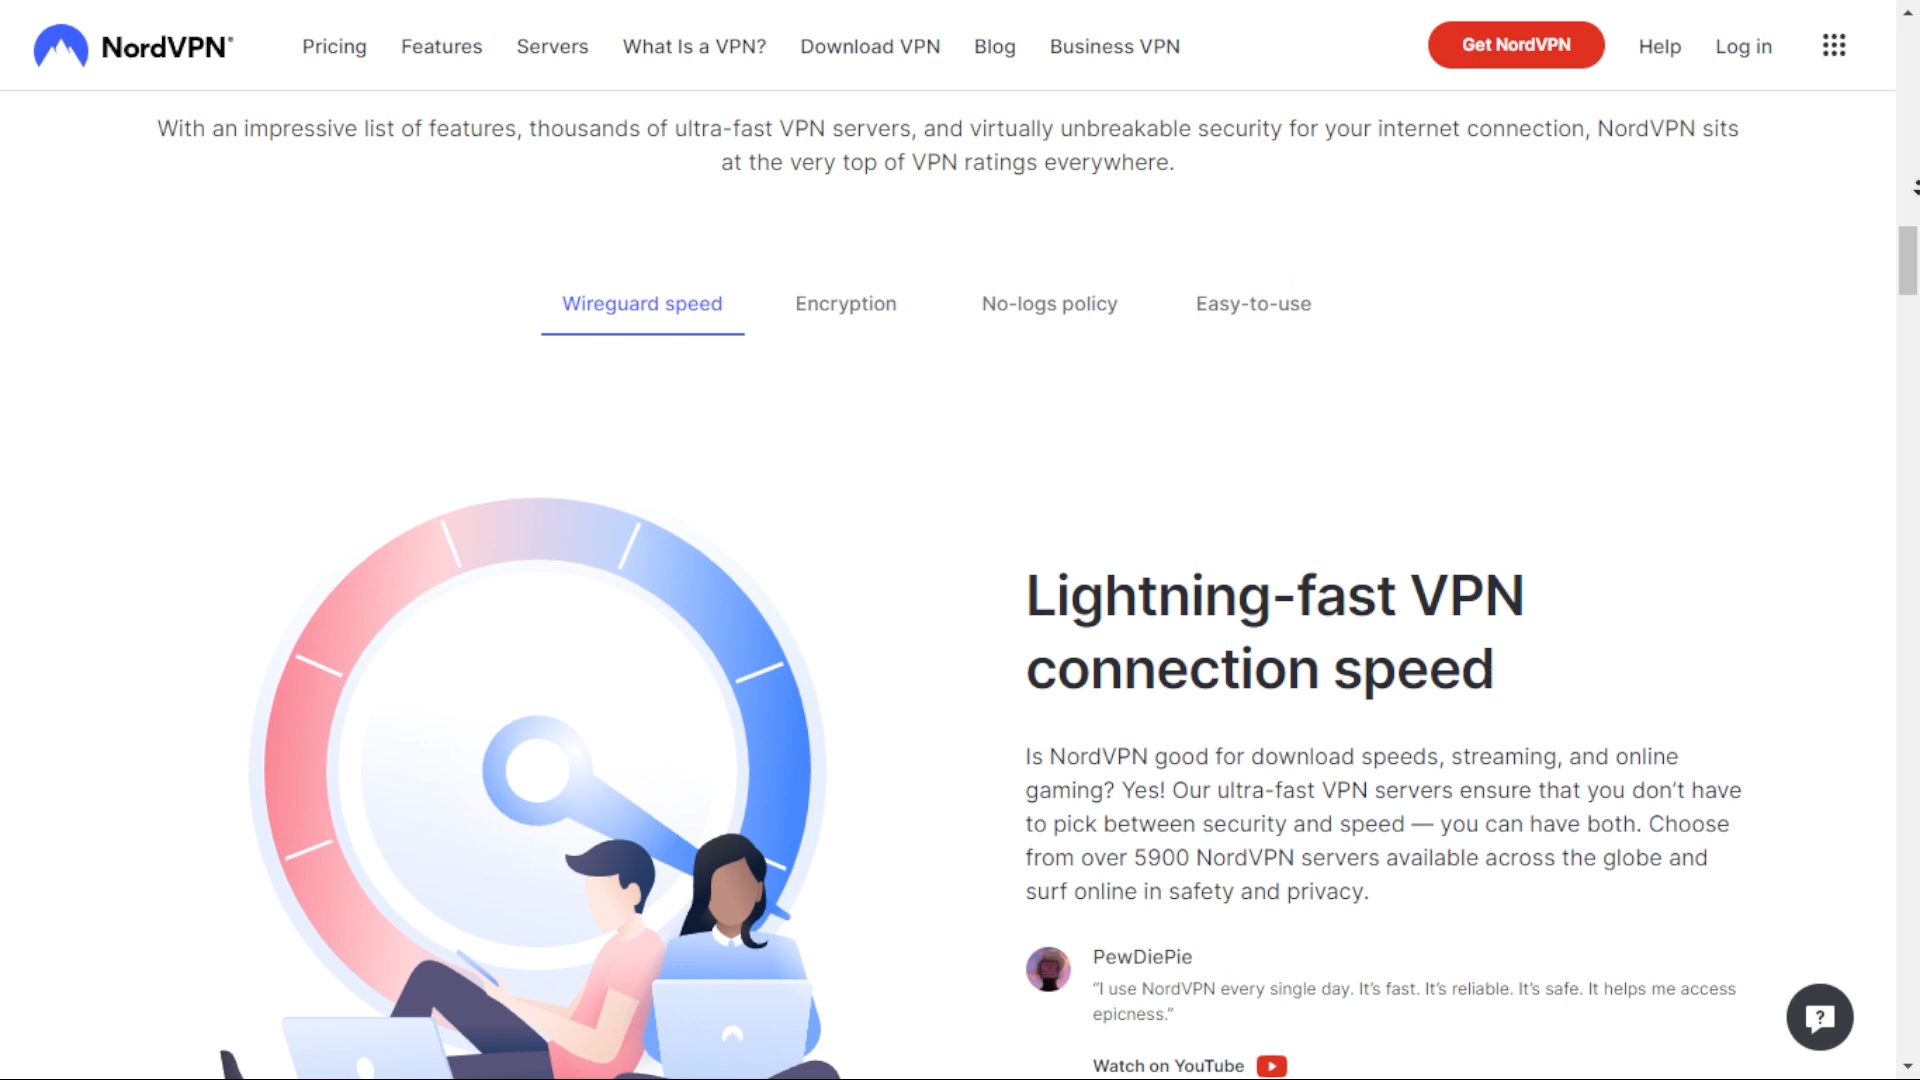 NordVPN®
Pricing
Features
Servers
What Is a VPN?
Download VPN
Blog
Business VPN
Get NordVPN
Help
Log in
With an impressive list of features, thousands of ultra-fast VPN servers, and virtually unbreakable security for your internet connection, NordVPN sits
at the very top of VPN ratings everywhere.
Wireguard speed
Encryption
No-logs policy
Easy-to-use
Lightning-fast VPN
connection speed
Is NordVPN good for download speeds, streaming, and online
gaming? Yes! Our ultra-fast VPN servers ensure that you don’t have
to pick between security and speed — you can have both. Choose
from over 5900 NordVPN servers available across the globe and
surf online in safety and privacy.
PewDiePie
“I use NordVPN every single day. It’s fast. It’s reliable. It’s safe. It helps me access
epicness.”
Watch on YouTube
?